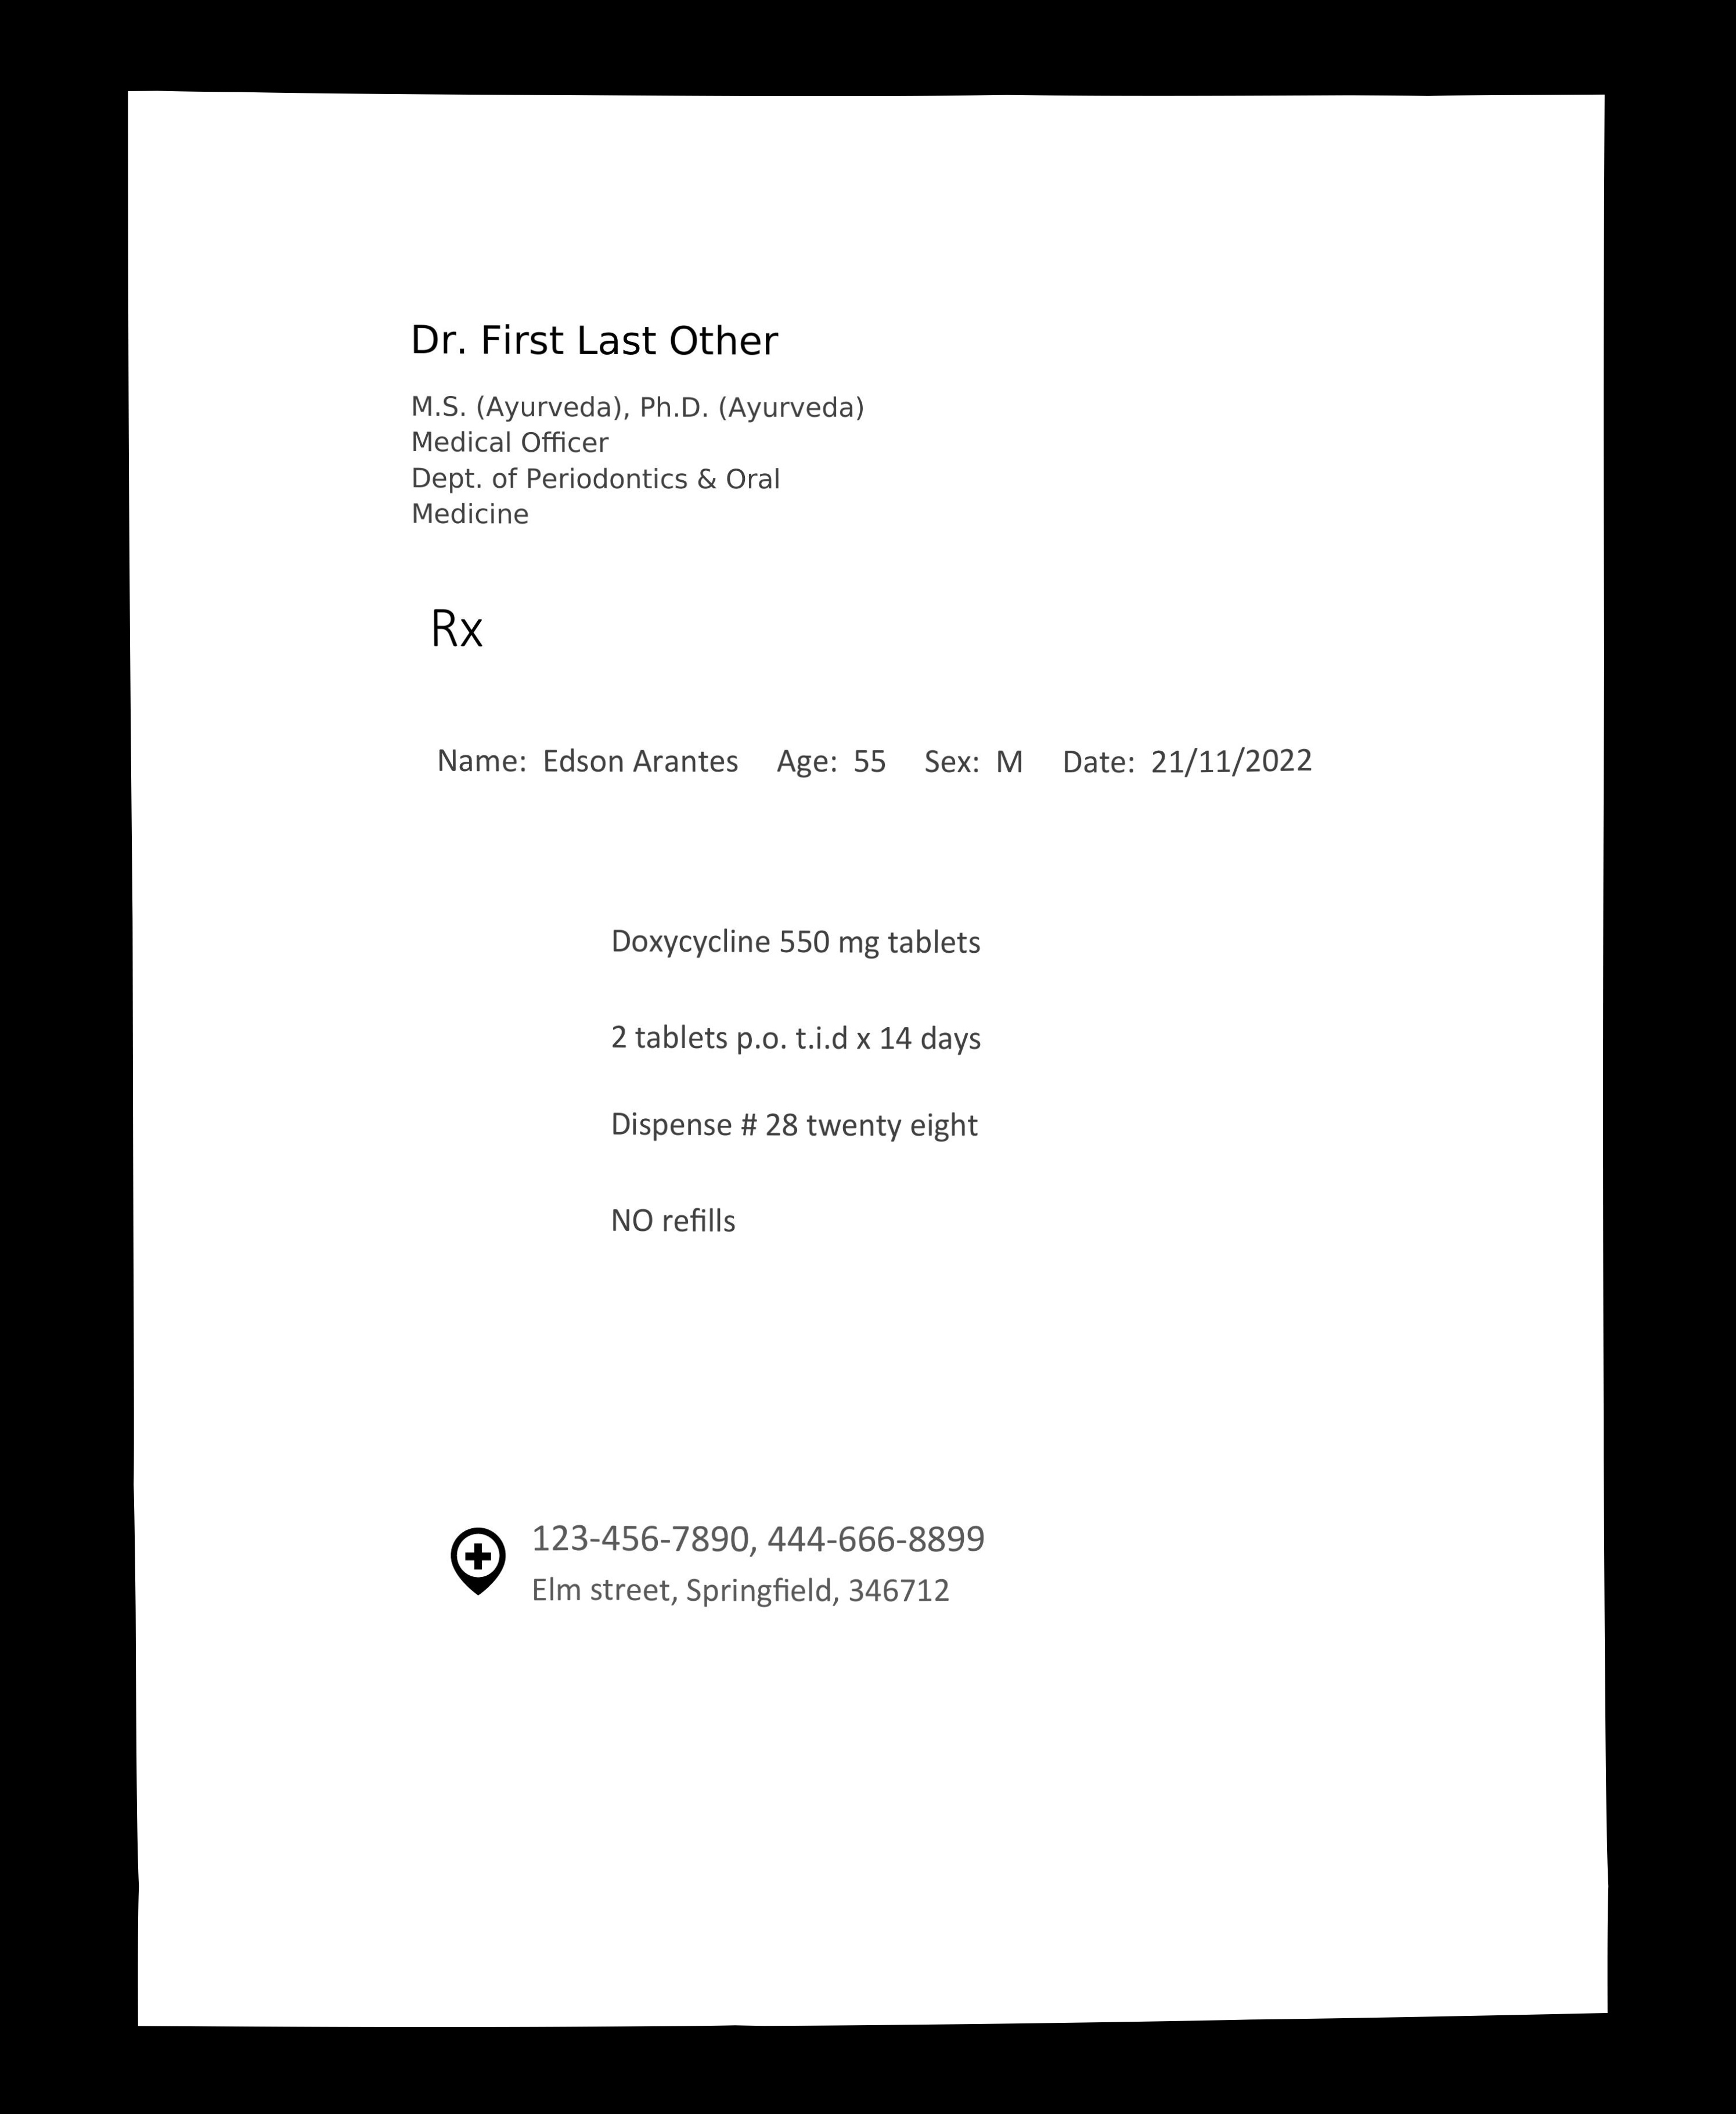 Dr. First Last Other
M.S. (Ayurveda), Ph.D. (Ayurveda)
Medical Officer
Dept. of Periodontics & Oral
Medicine
Rx
Name: Edson Arantes Age: 55 Sex: M Date: 21/11/2022
Doxycycline 550 mg tablets
2 tablets p.o. t.i.d x 14 days
Dispense # 28 twenty eight
NO refills
123-456-7890, 444-666-8899
Elm street, Springfield, 346712